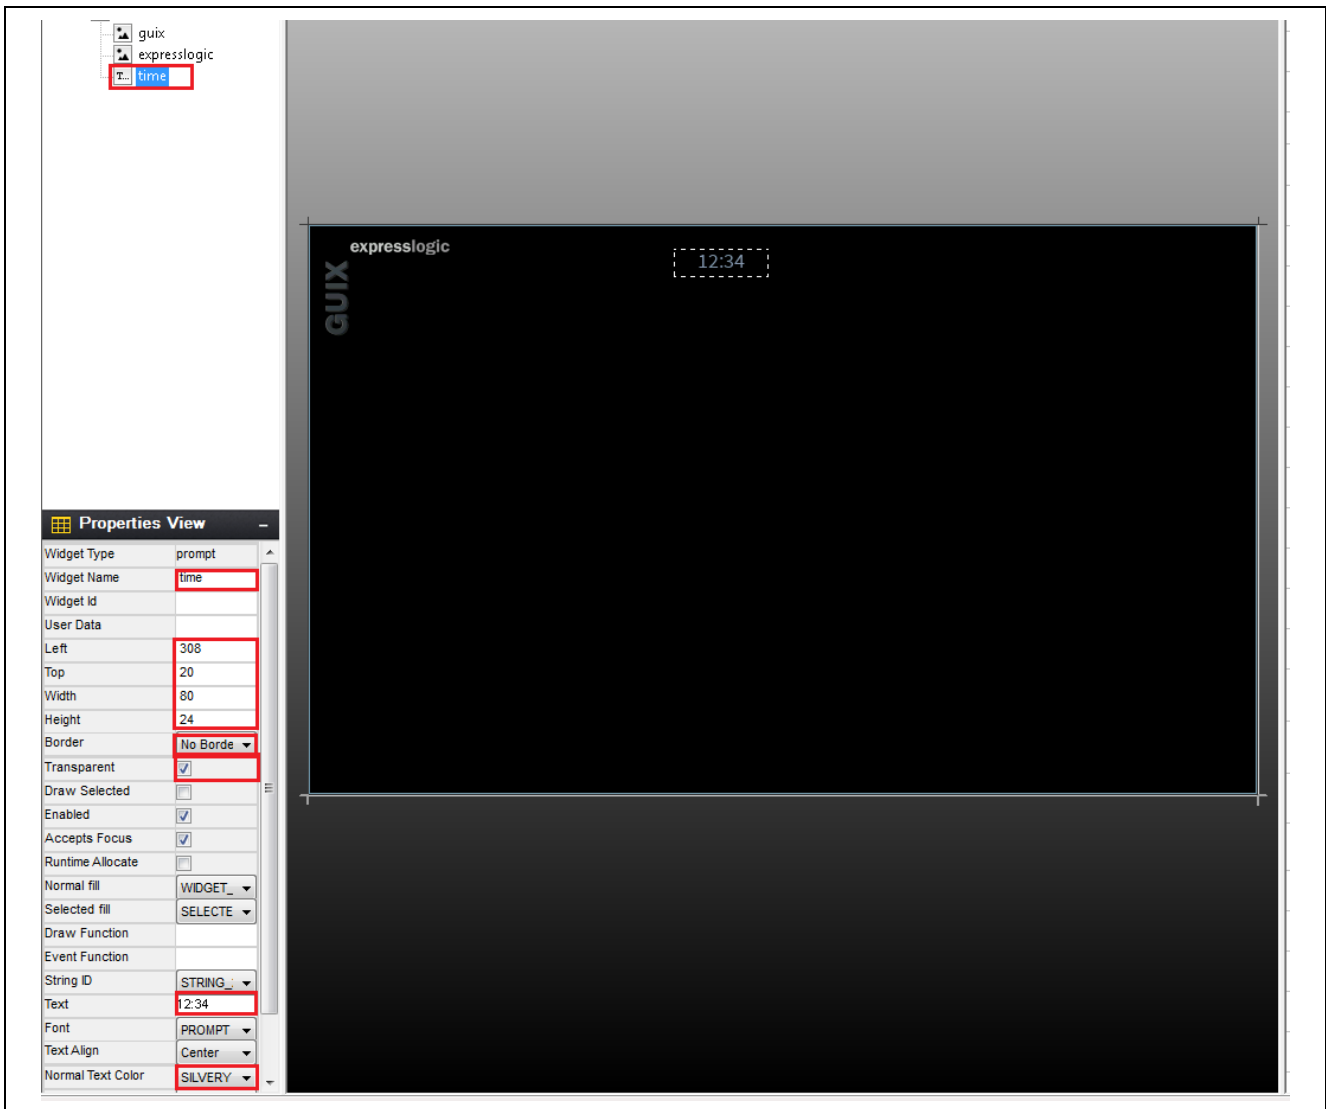 guix
expresslogic
T... time
expresslogic
12:34
GUIX
Properties View
Widget Type prompt
Widget Name time
Widget Id
User Data
Left 308
Top 20
Width 80
Height 24
Border No Borde
Transparent
Draw Selected
Enabled
Accepts Focus
Runtime Allocate
Normal fill WIDGET_
Selected fill SELECTE
Draw Function
Event Function
String ID STRING_
Text 12:34
Font PROMPT
Text Align Center
Normal Text Color SILVERY